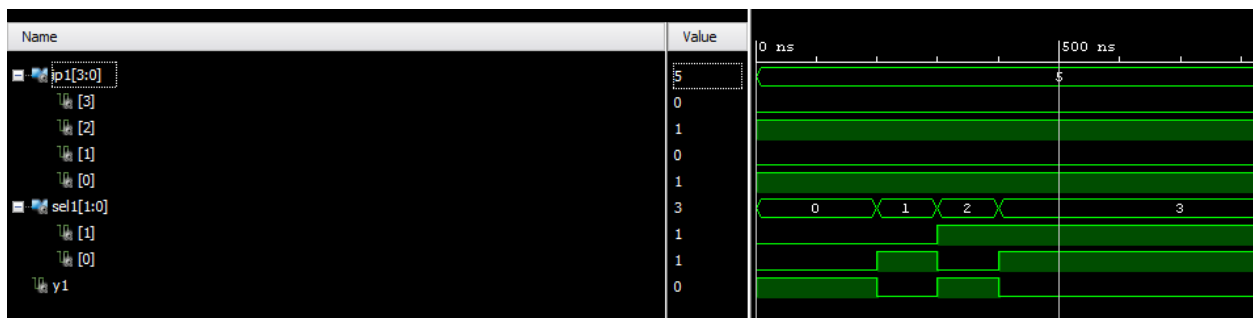 Name Value
0 ns 500 ns
ip1[3:0] 5 5
[3] 0
[2] 1
[1] 0
[0] 1
sel1[1:0] 3 0 1 2 3
[1] 1
[0] 1
y1 0